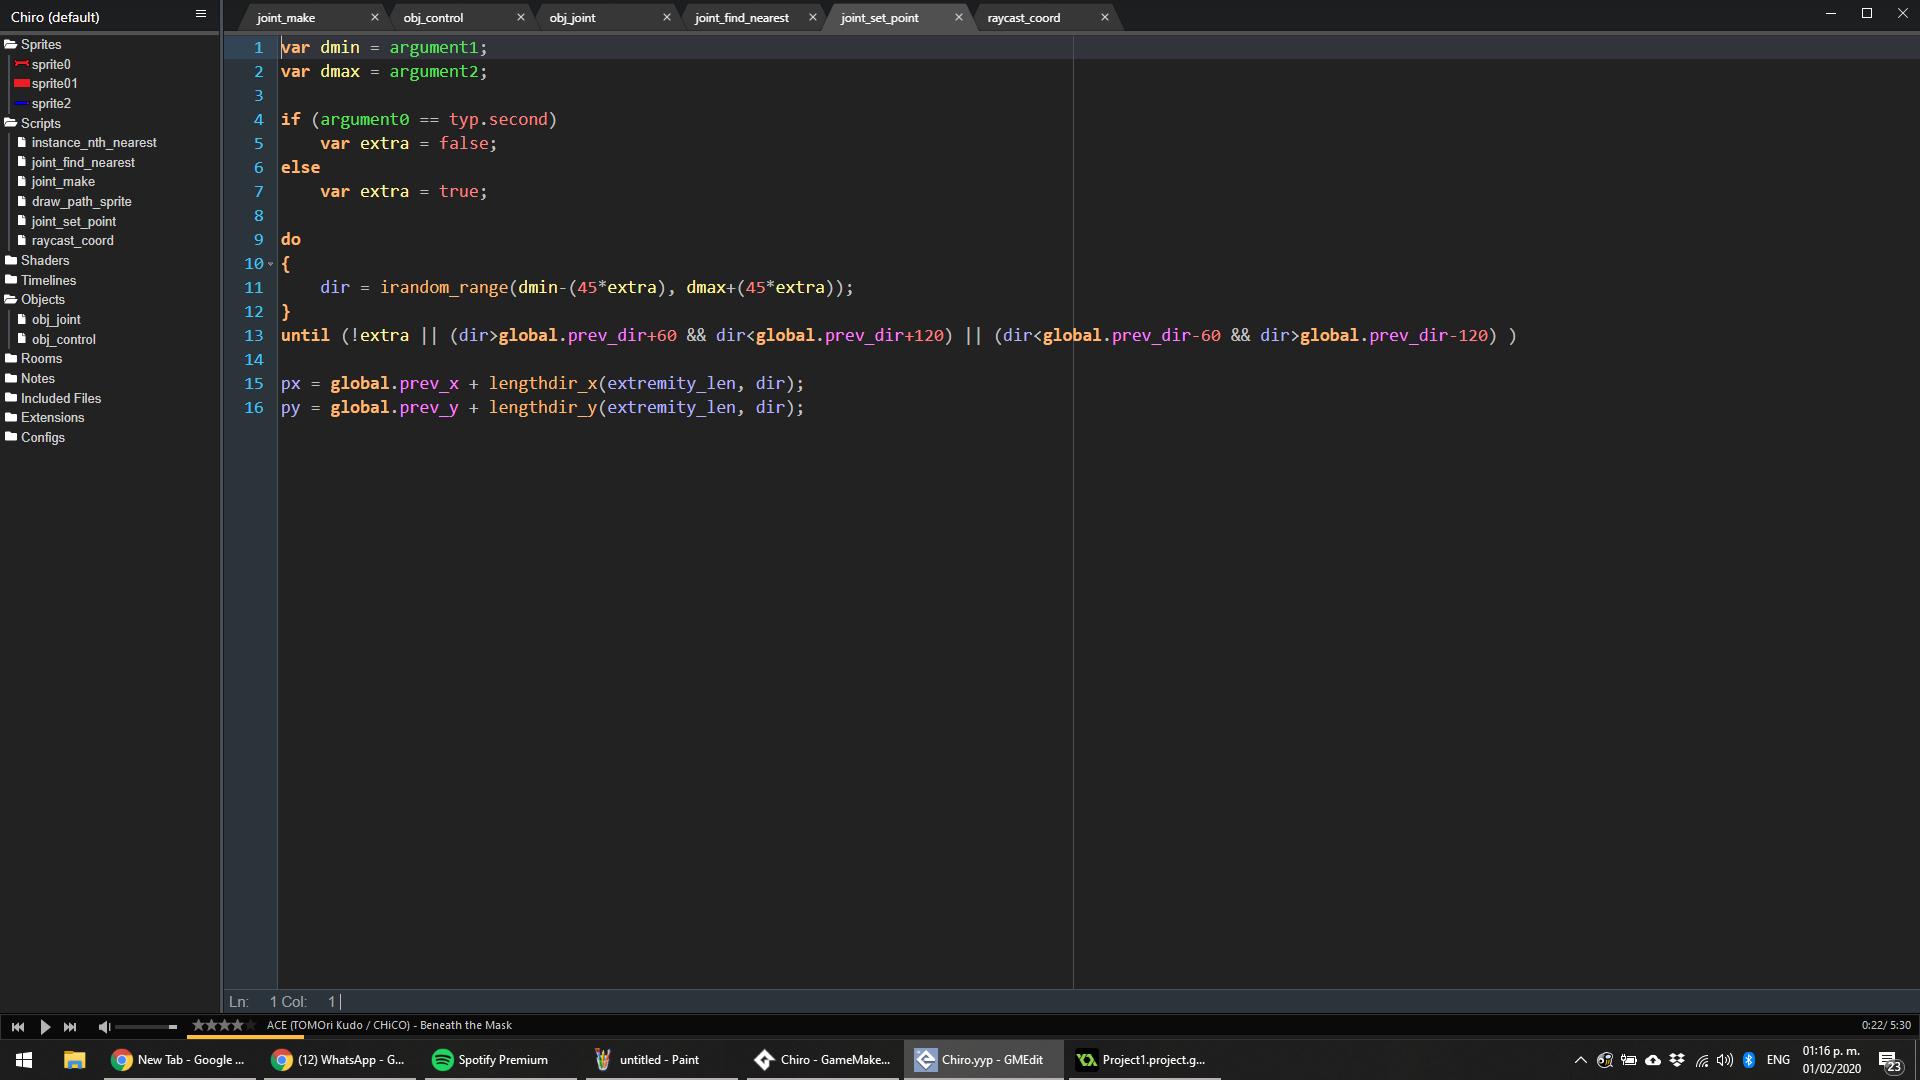 Chiro (default)
joint_make
obj_control
obj_joint
joint_find_nearest
joint_set_point
raycast_coord
Sprites
sprite0
sprite01
sprite2
Scripts
instance_nth_nearest
joint_find_nearest
joint_make
draw_path_sprite
joint_set_point
raycast_coord
Shaders
Timelines
Objects
obj_joint
obj_control
Rooms
Notes
Included Files
Extensions
Configs
1 var dmin = argument1;
2 var dmax = argument2;
3
4 if (argument0 == typ.second)
5     var extra = false;
6 else
7     var extra = true;
8
9 do
10 {
11     dir = irandom_range(dmin-(45*extra), dmax+(45*extra));
12 }
13 until (!extra || (dir>global.prev_dir+60 && dir<global.prev_dir+120) || (dir<global.prev_dir-60 && dir>global.prev_dir-120) )
14
15 px = global.prev_x + lengthdir_x(extremity_len, dir);
16 py = global.prev_y + lengthdir_y(extremity_len, dir);
Ln: 1 Col: 1
ACE (TOMOri Kudo / CHiCO) - Beneath the Mask
0:22/ 5:30
New Tab - Google ...
(12) WhatsApp - G...
Spotify Premium
untitled - Paint
Chiro - GameMake...
Chiro.yyp - GMEdit
Project1.project.g...
ENG
01:16 p. m.
01/02/2020
23